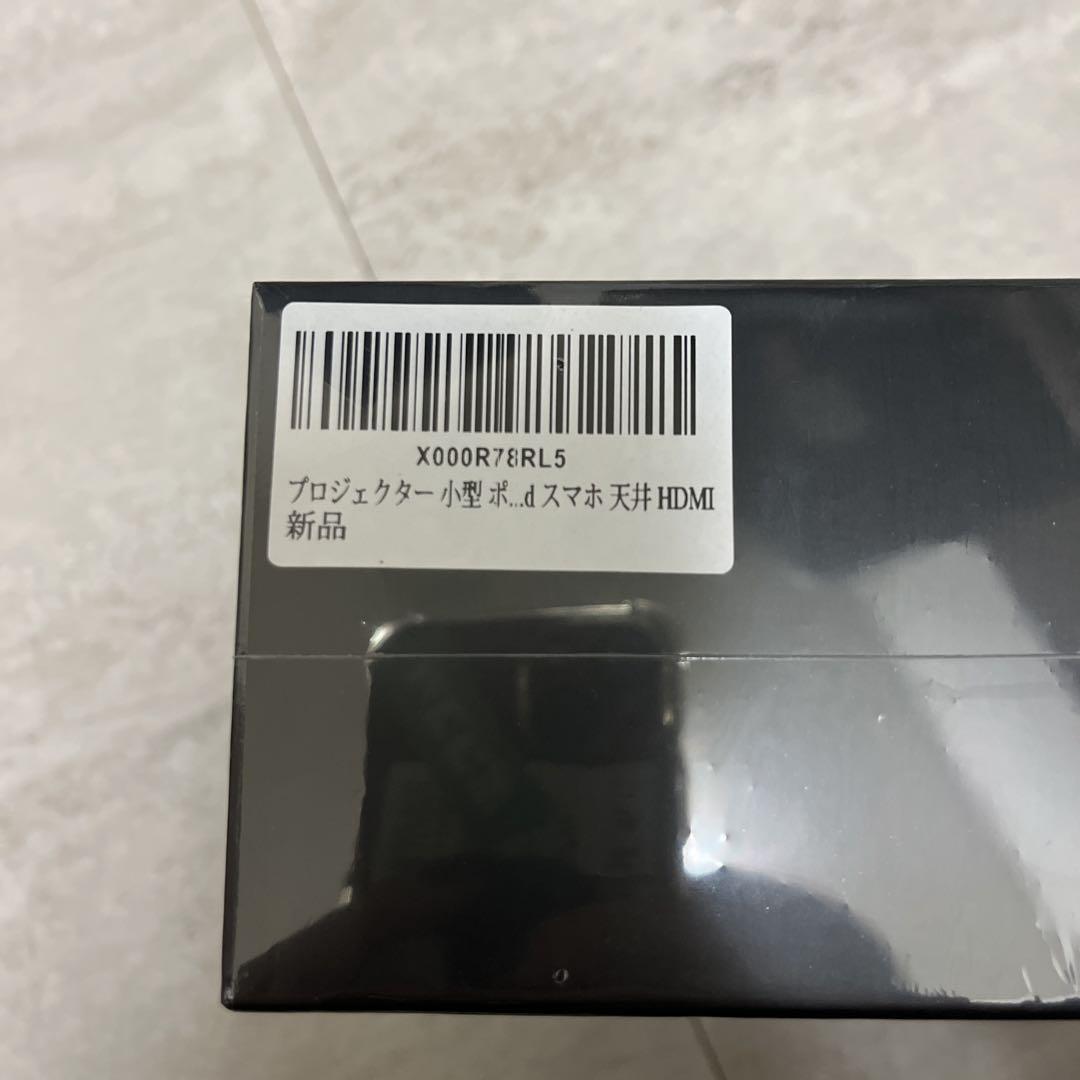 X000R78RL5
プロジェクター 小型 ポ...d スマホ 天井 HDMI
新品